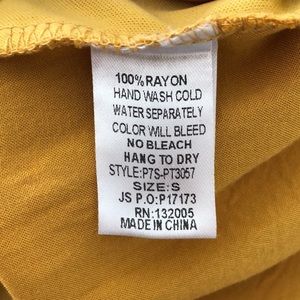 100% RAYON
HAND WASH COLD
WATER SEPARATELY
COLOR WILL BLEED
NO BLEACH
HANG TO DRY
STYLE:P7S-PT3057
SIZE:S
JS P.O:P17173
RN:132005
MADE IN CHINA